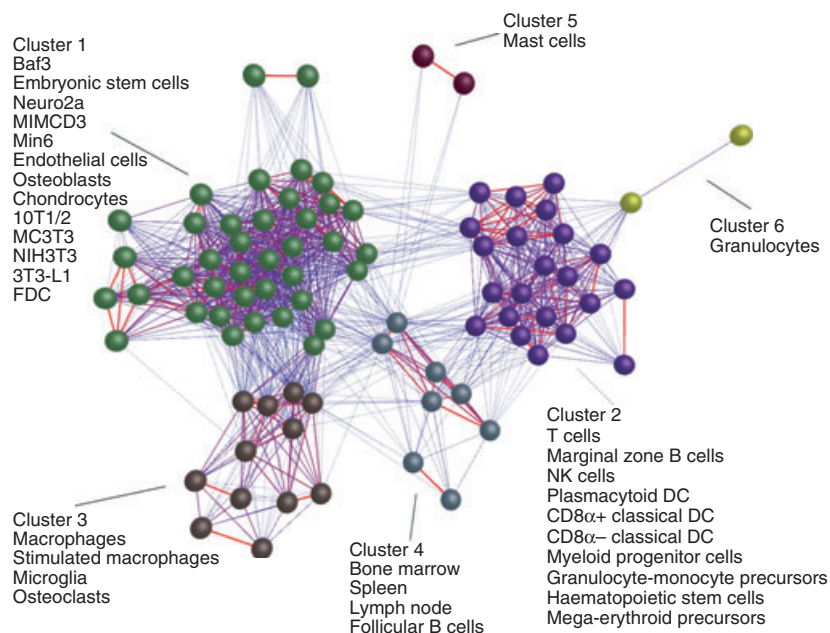 Cluster 1
Baf3
Embryonic stem cells
Neuro2a
MIMCD3
Min6
Endothelial cells
Osteoblasts
Chondrocytes
10T1/2
MC3T3
NIH3T3
3T3-L1
FDC
Cluster 5
Mast cells
Cluster 6
Granulocytes
Cluster 2
T cells
Marginal zone B cells
NK cells
Plasmacytoid DC
CD8α+ classical DC
CD8α– classical DC
Myeloid progenitor cells
Granulocyte-monocyte precursors
Haematopoietic stem cells
Mega-erythroid precursors
Cluster 3
Macrophages
Stimulated macrophages
Microglia
Osteoclasts
Cluster 4
Bone marrow
Spleen
Lymph node
Follicular B cells